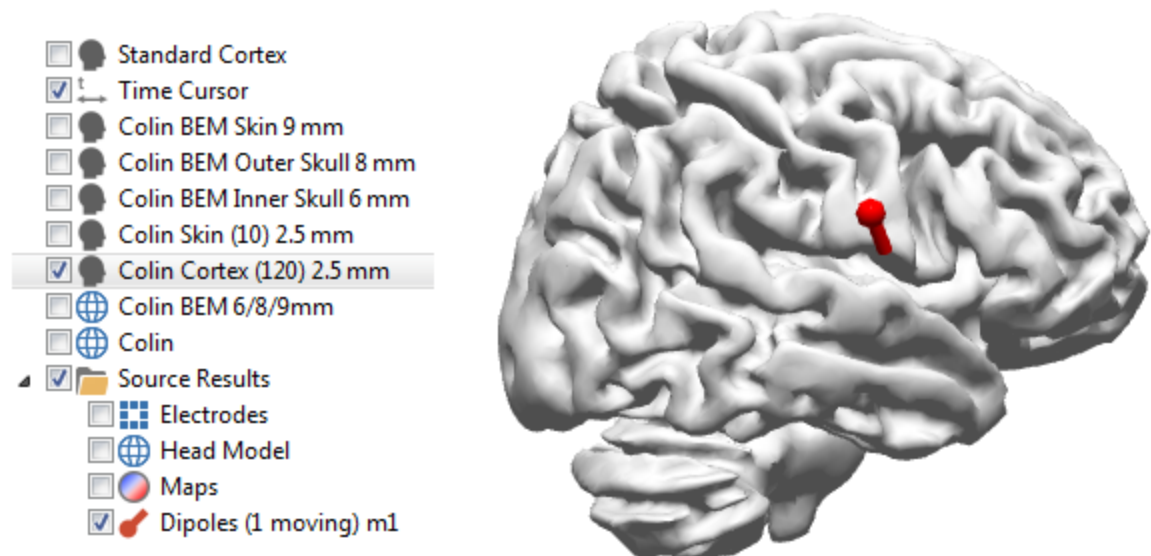 Standard Cortex
t
Time Cursor
Colin BEM Skin 9 mm
Colin BEM Outer Skull 8 mm
Colin BEM Inner Skull 6 mm
Colin Skin (10) 2.5 mm
Colin Cortex (120) 2.5 mm
Colin BEM 6/8/9mm
Colin
Source Results
Electrodes
Head Model
Maps
Dipoles (1 moving) m1